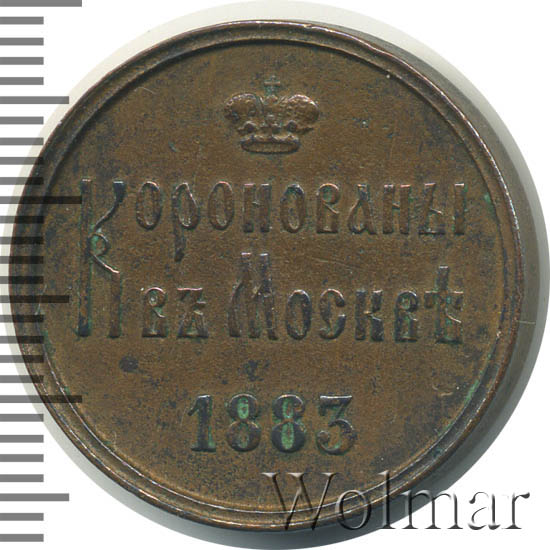 Коронованы
въ Москвѣ
1883
Wolmar